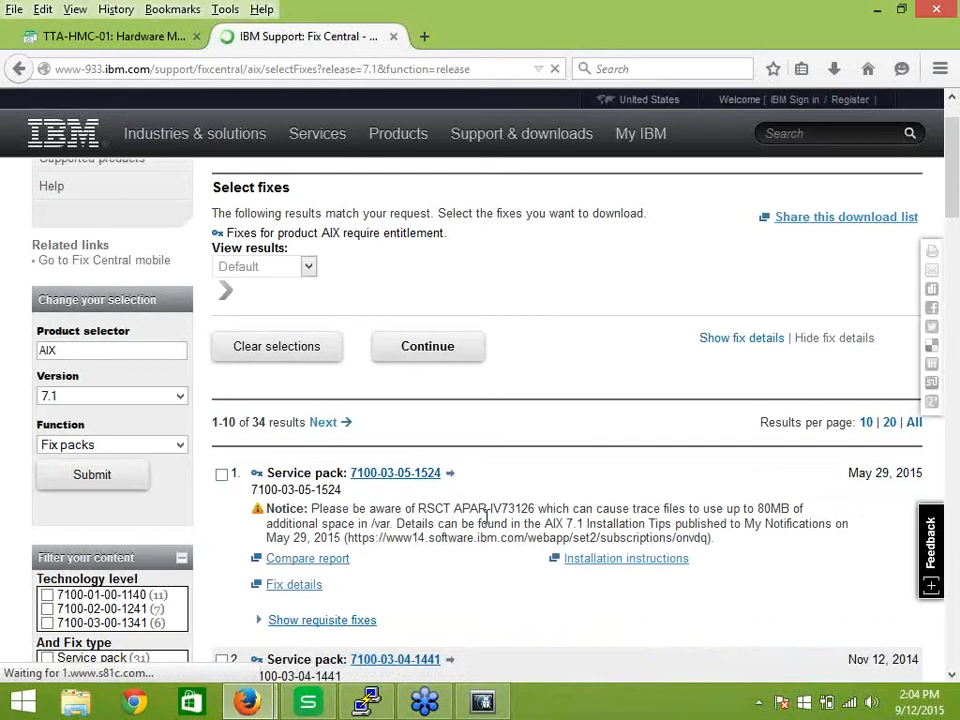 File Edit View History Bookmarks Tools Help
TTA-HMC-01: Hardware M... IBM Support: Fix Central - ...
www-933.ibm.com/support/fixcentral/aix/selectFixes?release=7.1&function=release
Search
United States Welcome [ IBM Sign in / Register ]
IBM Industries & solutions Services Products Support & downloads My IBM Search
Supported products
Help
Related links
Go to Fix Central mobile
Change your selection
Product selector
AIX
Version
7.1
Function
Fix packs
Submit
Filter your content
Technology level
7100-01-00-1140 (11)
7100-02-00-1241 (7)
7100-03-00-1341 (6)
And Fix type
Service pack (31)
Select fixes
The following results match your request. Select the fixes you want to download.
Share this download list
Fixes for product AIX require entitlement.
View results:
Default
Clear selections Continue Show fix details | Hide fix details
1-10 of 34 results Next Results per page: 10 | 20 | All
1. Service pack: 7100-03-05-1524 May 29, 2015
7100-03-05-1524
Notice: Please be aware of RSCT APAR IV73126 which can cause trace files to use up to 80MB of
additional space in /var. Details can be found in the AIX 7.1 Installation Tips published to My Notifications on
May 29, 2015 (https://www14.software.ibm.com/webapp/set2/subscriptions/onvdq).
Compare report Installation instructions
Fix details
Show requisite fixes
2. Service pack: 7100-03-04-1441 Nov 12, 2014
7100-03-04-1441
Feedback
Waiting for 1.www.s81c.com...
2:04 PM
9/12/2015